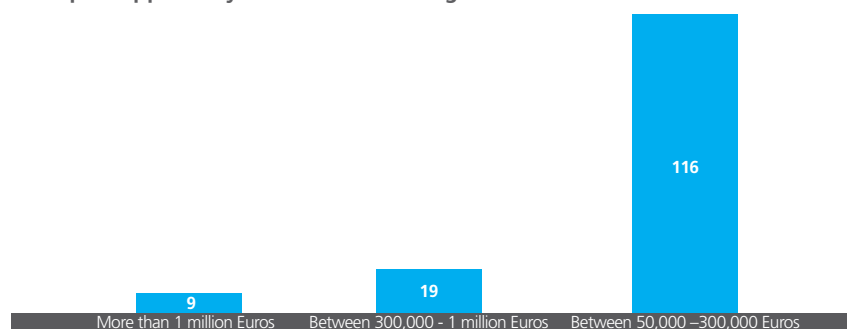 116
19
9
More than 1 million Euros
Between 300,000 - 1 million Euros
Between 50,000 –300,000 Euros